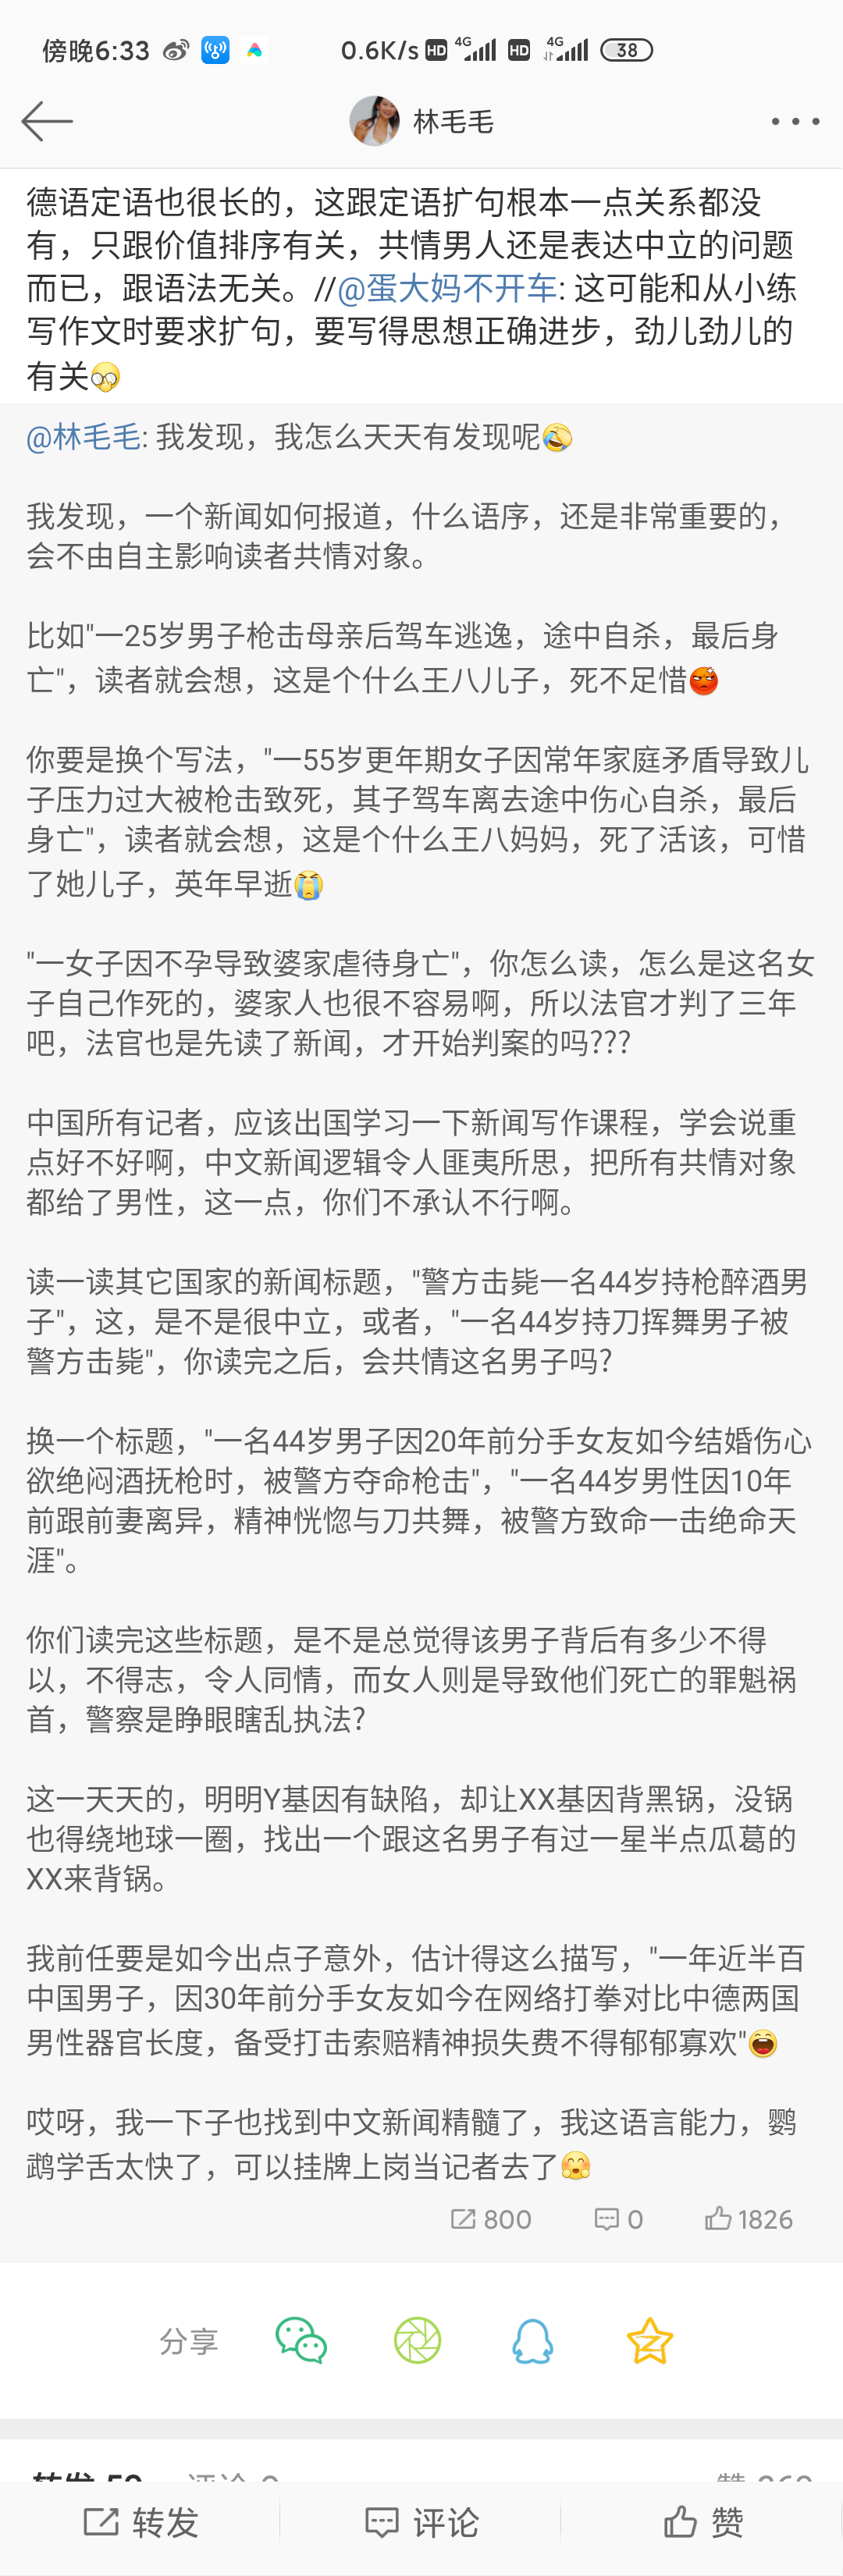 傍晚6:33
0.6K/s HD 4G HD 4G 38
林毛毛
德语定语也很长的，这跟定语扩句根本一点关系都没
有，只跟价值排序有关，共情男人还是表达中立的问题
而已，跟语法无关。//@蛋大妈不开车: 这可能和从小练
写作文时要求扩句，要写得思想正确进步，劲儿劲儿的
有关
@林毛毛: 我发现，我怎么天天有发现呢
我发现，一个新闻如何报道，什么语序，还是非常重要的，
会不由自主影响读者共情对象。
比如"一25岁男子枪击母亲后驾车逃逸，途中自杀，最后身
亡"，读者就会想，这是个什么王八儿子，死不足惜
你要是换个写法，"一55岁更年期女子因常年家庭矛盾导致儿
子压力过大被枪击致死，其子驾车离去途中伤心自杀，最后
身亡"，读者就会想，这是个什么王八妈妈，死了活该，可惜
了她儿子，英年早逝
"一女子因不孕导致婆家虐待身亡"，你怎么读，怎么是这名女
子自己作死的，婆家人也很不容易啊，所以法官才判了三年
吧，法官也是先读了新闻，才开始判案的吗???
中国所有记者，应该出国学习一下新闻写作课程，学会说重
点好不好啊，中文新闻逻辑令人匪夷所思，把所有共情对象
都给了男性，这一点，你们不承认不行啊。
读一读其它国家的新闻标题，"警方击毙一名44岁持枪醉酒男
子"，这，是不是很中立，或者，"一名44岁持刀挥舞男子被
警方击毙"，你读完之后，会共情这名男子吗?
换一个标题，"一名44岁男子因20年前分手女友如今结婚伤心
欲绝闷酒抚枪时，被警方夺命枪击"，"一名44岁男性因10年
前跟前妻离异，精神恍惚与刀共舞，被警方致命一击绝命天
涯"。
你们读完这些标题，是不是总觉得该男子背后有多少不得
以，不得志，令人同情，而女人则是导致他们死亡的罪魁祸
首，警察是睁眼瞎乱执法?
这一天天的，明明Y基因有缺陷，却让XX基因背黑锅，没锅
也得绕地球一圈，找出一个跟这名男子有过一星半点瓜葛的
XX来背锅。
我前任要是如今出点子意外，估计得这么描写，"一年近半百
中国男子，因30年前分手女友如今在网络打拳对比中德两国
男性器官长度，备受打击索赔精神损失费不得郁郁寡欢"
哎呀，我一下子也找到中文新闻精髓了，我这语言能力，鹦
鹉学舌太快了，可以挂牌上岗当记者去了
800 0 1826
分享
转发 评论 赞